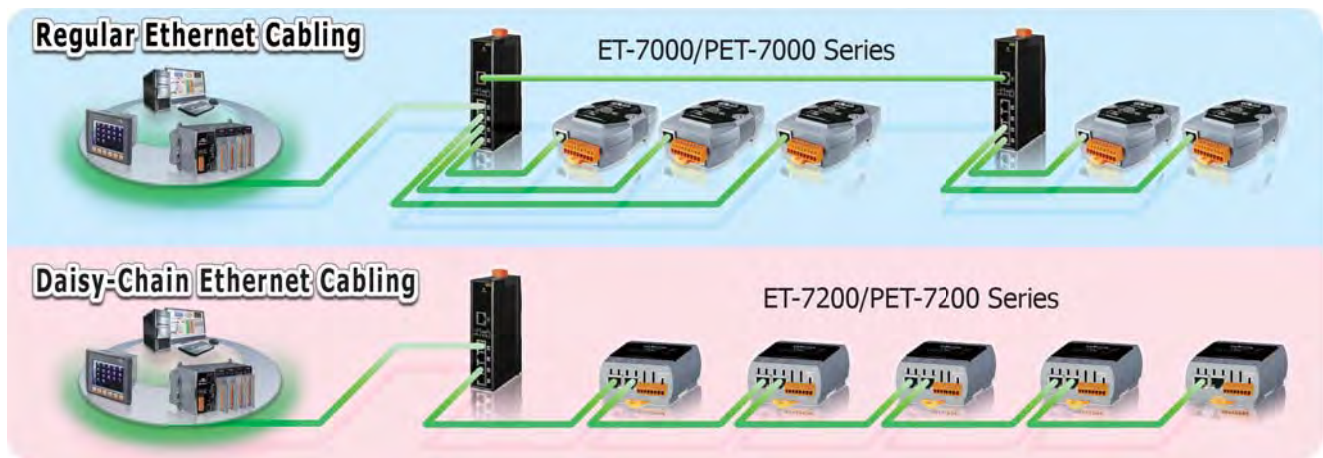 Regular Ethernet Cabling
ET-7000/PET-7000 Series
Daisy-Chain Ethernet Cabling
ET-7200/PET-7200 Series